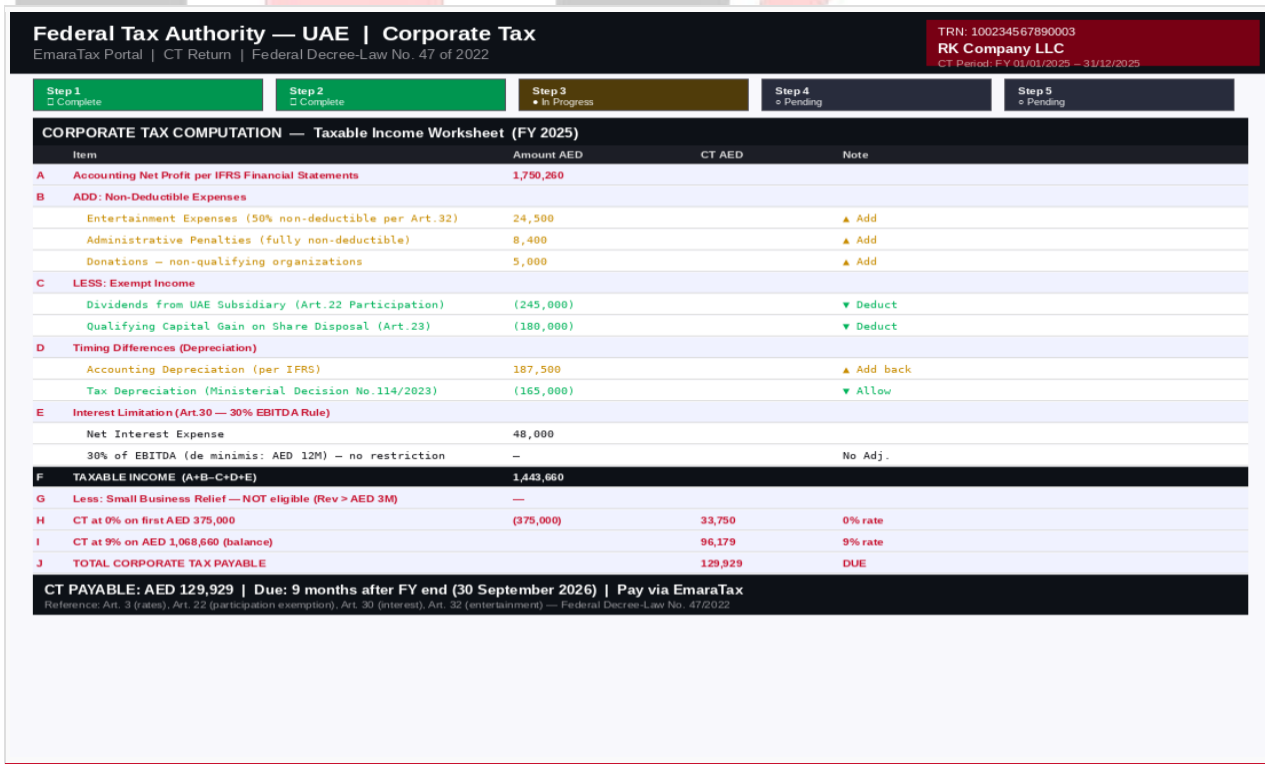 Federal Tax Authority — UAE | Corporate Tax
EmaraTax Portal | CT Return | Federal Decree-Law No. 47 of 2022
TRN: 100234567890003
RK Company LLC
CT Period: FY 01/01/2025 – 31/12/2025
Step 1
▯ Complete
Step 2
▯ Complete
Step 3
● In Progress
Step 4
○ Pending
Step 5
○ Pending
CORPORATE TAX COMPUTATION — Taxable Income Worksheet (FY 2025)
Item Amount AED CT AED Note
A Accounting Net Profit per IFRS Financial Statements 1,750,260
B ADD: Non-Deductible Expenses
Entertainment Expenses (50% non-deductible per Art.32) 24,500 ▲ Add
Administrative Penalties (fully non-deductible) 8,400 ▲ Add
Donations — non-qualifying organizations 5,000 ▲ Add
C LESS: Exempt Income
Dividends from UAE Subsidiary (Art.22 Participation) (245,000) ▼ Deduct
Qualifying Capital Gain on Share Disposal (Art.23) (180,000) ▼ Deduct
D Timing Differences (Depreciation)
Accounting Depreciation (per IFRS) 187,500 ▲ Add back
Tax Depreciation (Ministerial Decision No.114/2023) (165,000) ▼ Allow
E Interest Limitation (Art.30 — 30% EBITDA Rule)
Net Interest Expense 48,000
30% of EBITDA (de minimis: AED 12M) — no restriction — No Adj.
F TAXABLE INCOME (A+B–C+D+E) 1,443,660
G Less: Small Business Relief — NOT eligible (Rev > AED 3M) —
H CT at 0% on first AED 375,000 (375,000) 33,750 0% rate
I CT at 9% on AED 1,068,660 (balance) 96,179 9% rate
J TOTAL CORPORATE TAX PAYABLE 129,929 DUE
CT PAYABLE: AED 129,929 | Due: 9 months after FY end (30 September 2026) | Pay via EmaraTax
Reference: Art. 3 (rates), Art. 22 (participation exemption), Art. 30 (interest), Art. 32 (entertainment) — Federal Decree-Law No. 47/2022